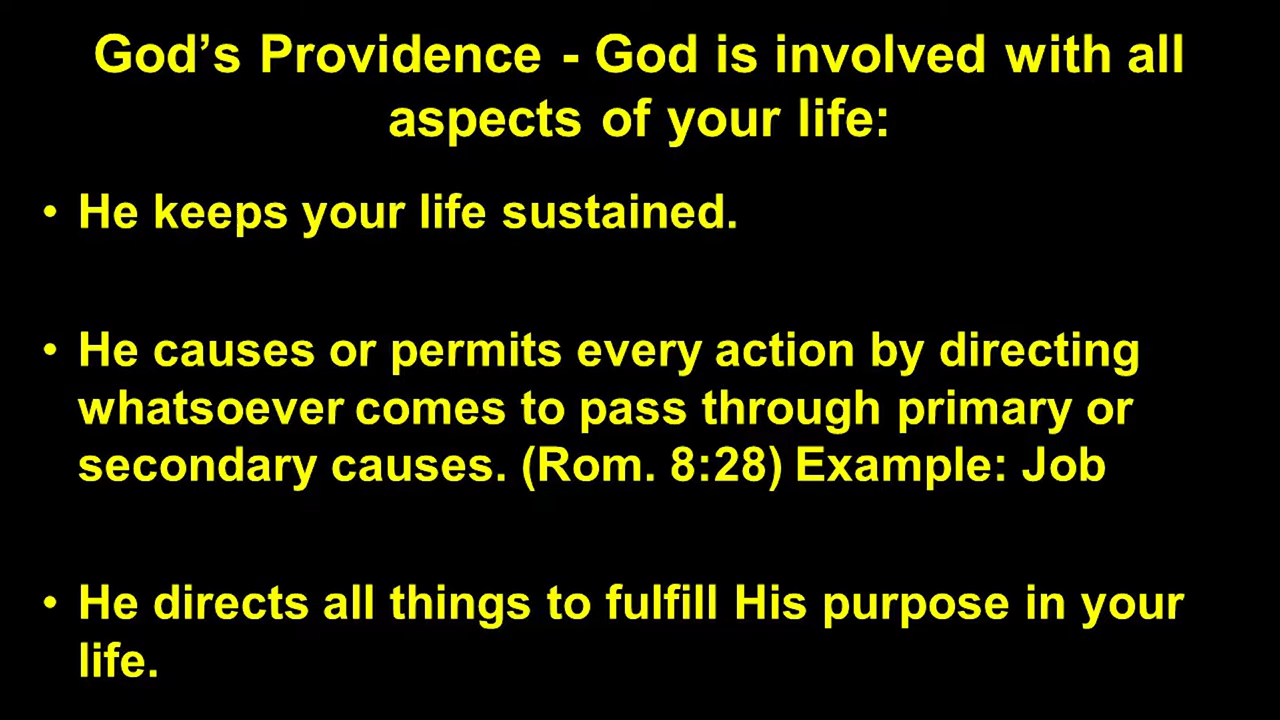 God’s Providence - God is involved with all
aspects of your life:
• He keeps your life sustained.
• He causes or permits every action by directing
whatsoever comes to pass through primary or
secondary causes. (Rom. 8:28) Example: Job
• He directs all things to fulfill His purpose in your
life.